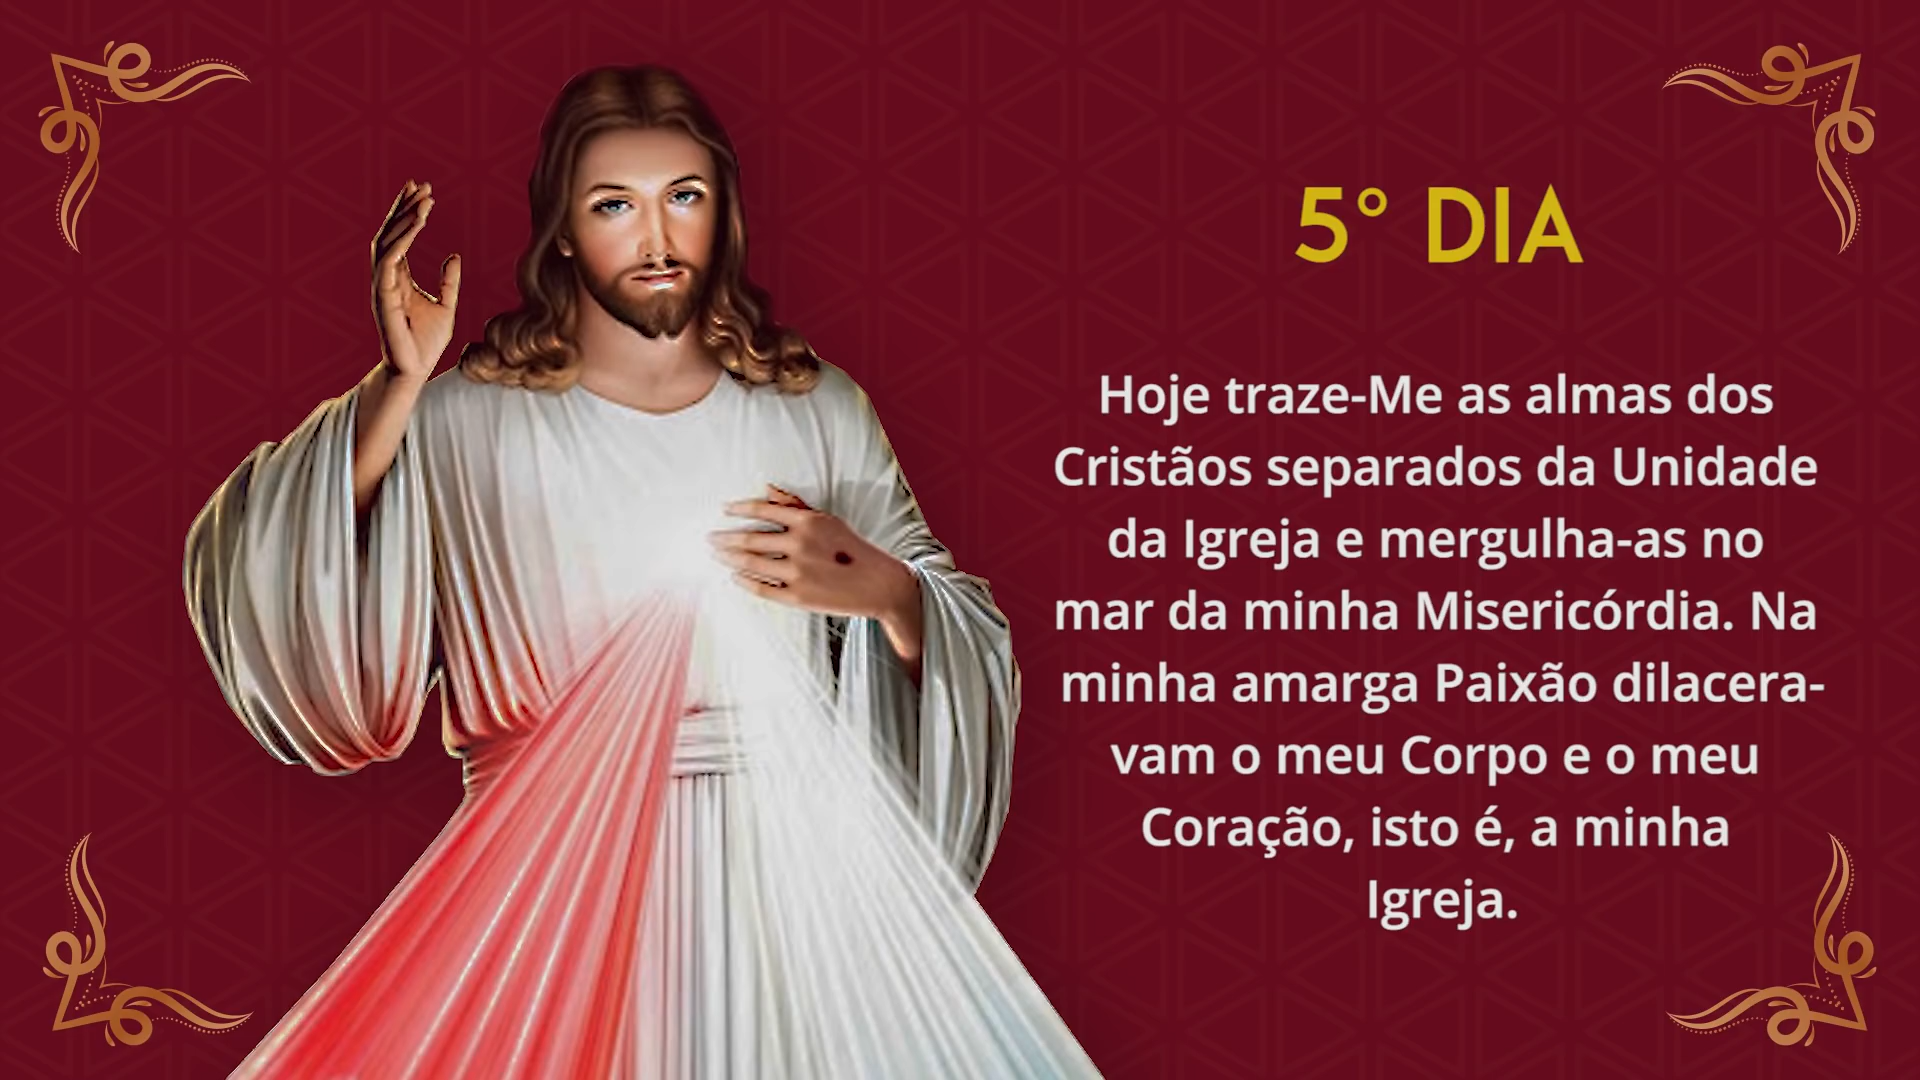 5° DIA
Hoje traze-Me as almas dos
Cristãos separados da Unidade
da Igreja e mergulha-as no
mar da minha Misericórdia. Na
minha amarga Paixão dilacera-
vam o meu Corpo e o meu
Coração, isto é, a minha
Igreja.